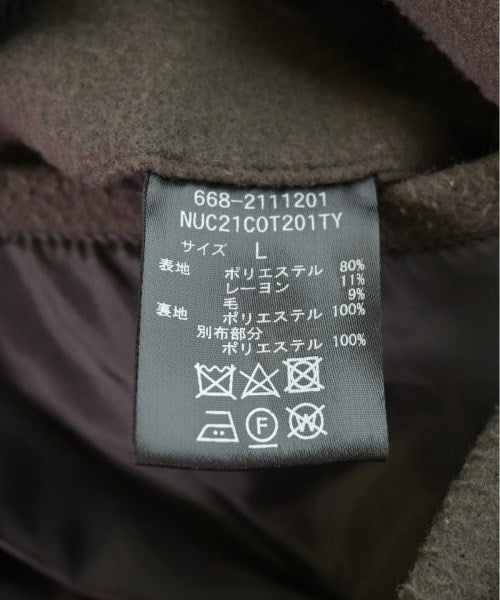 668-2111201
NUC21COT201TY
サイズ L
表地 ポリエステル 80%
レーヨン 11%
毛 9%
裏地 ポリエステル 100%
別布部分
ポリエステル 100%
F W